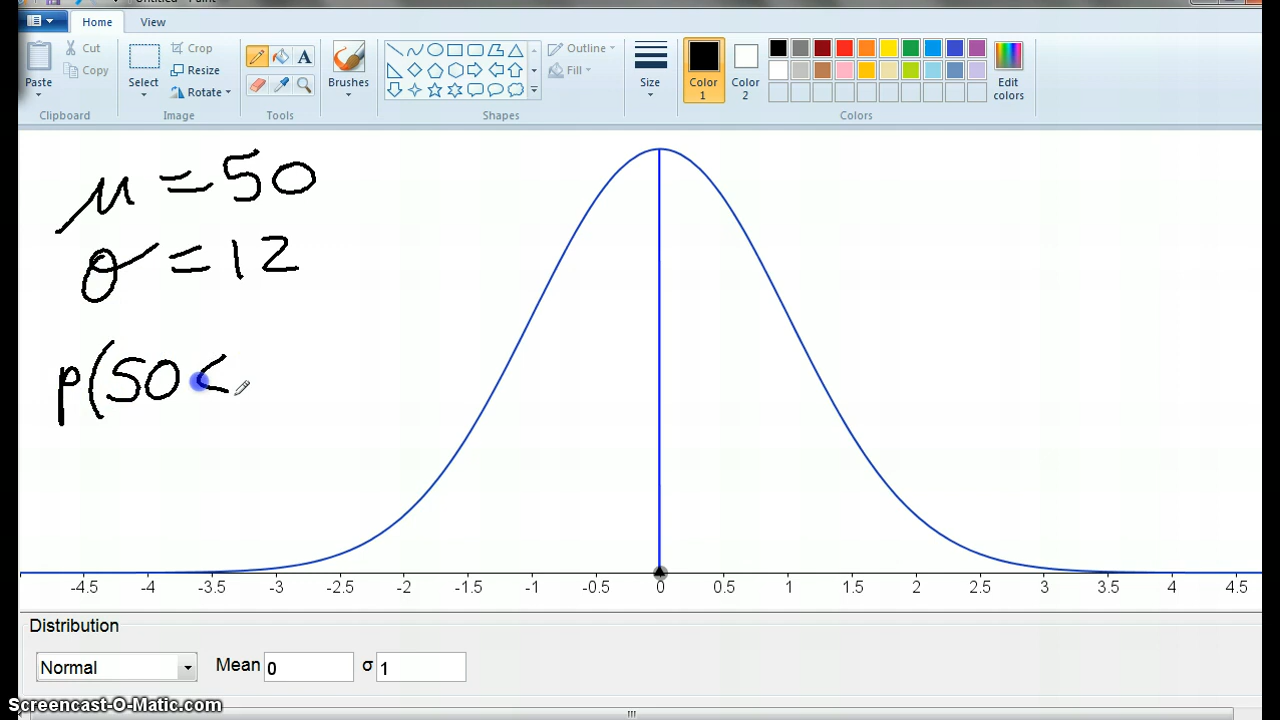 Untitled - Paint
Home View
Paste
Cut
Copy
Clipboard
Select
Crop
Resize
Rotate
Image
Tools
Brushes
Outline
Fill
Shapes
Size
Color 1
Color 2
Edit colors
Colors
μ = 50
σ = 12
p(50 <
-4.5 -4 -3.5 -3 -2.5 -2 -1.5 -1 -0.5 0 0.5 1 1.5 2 2.5 3 3.5 4 4.5
Distribution
Normal Mean 0 σ 1
Screencast-O-Matic.com